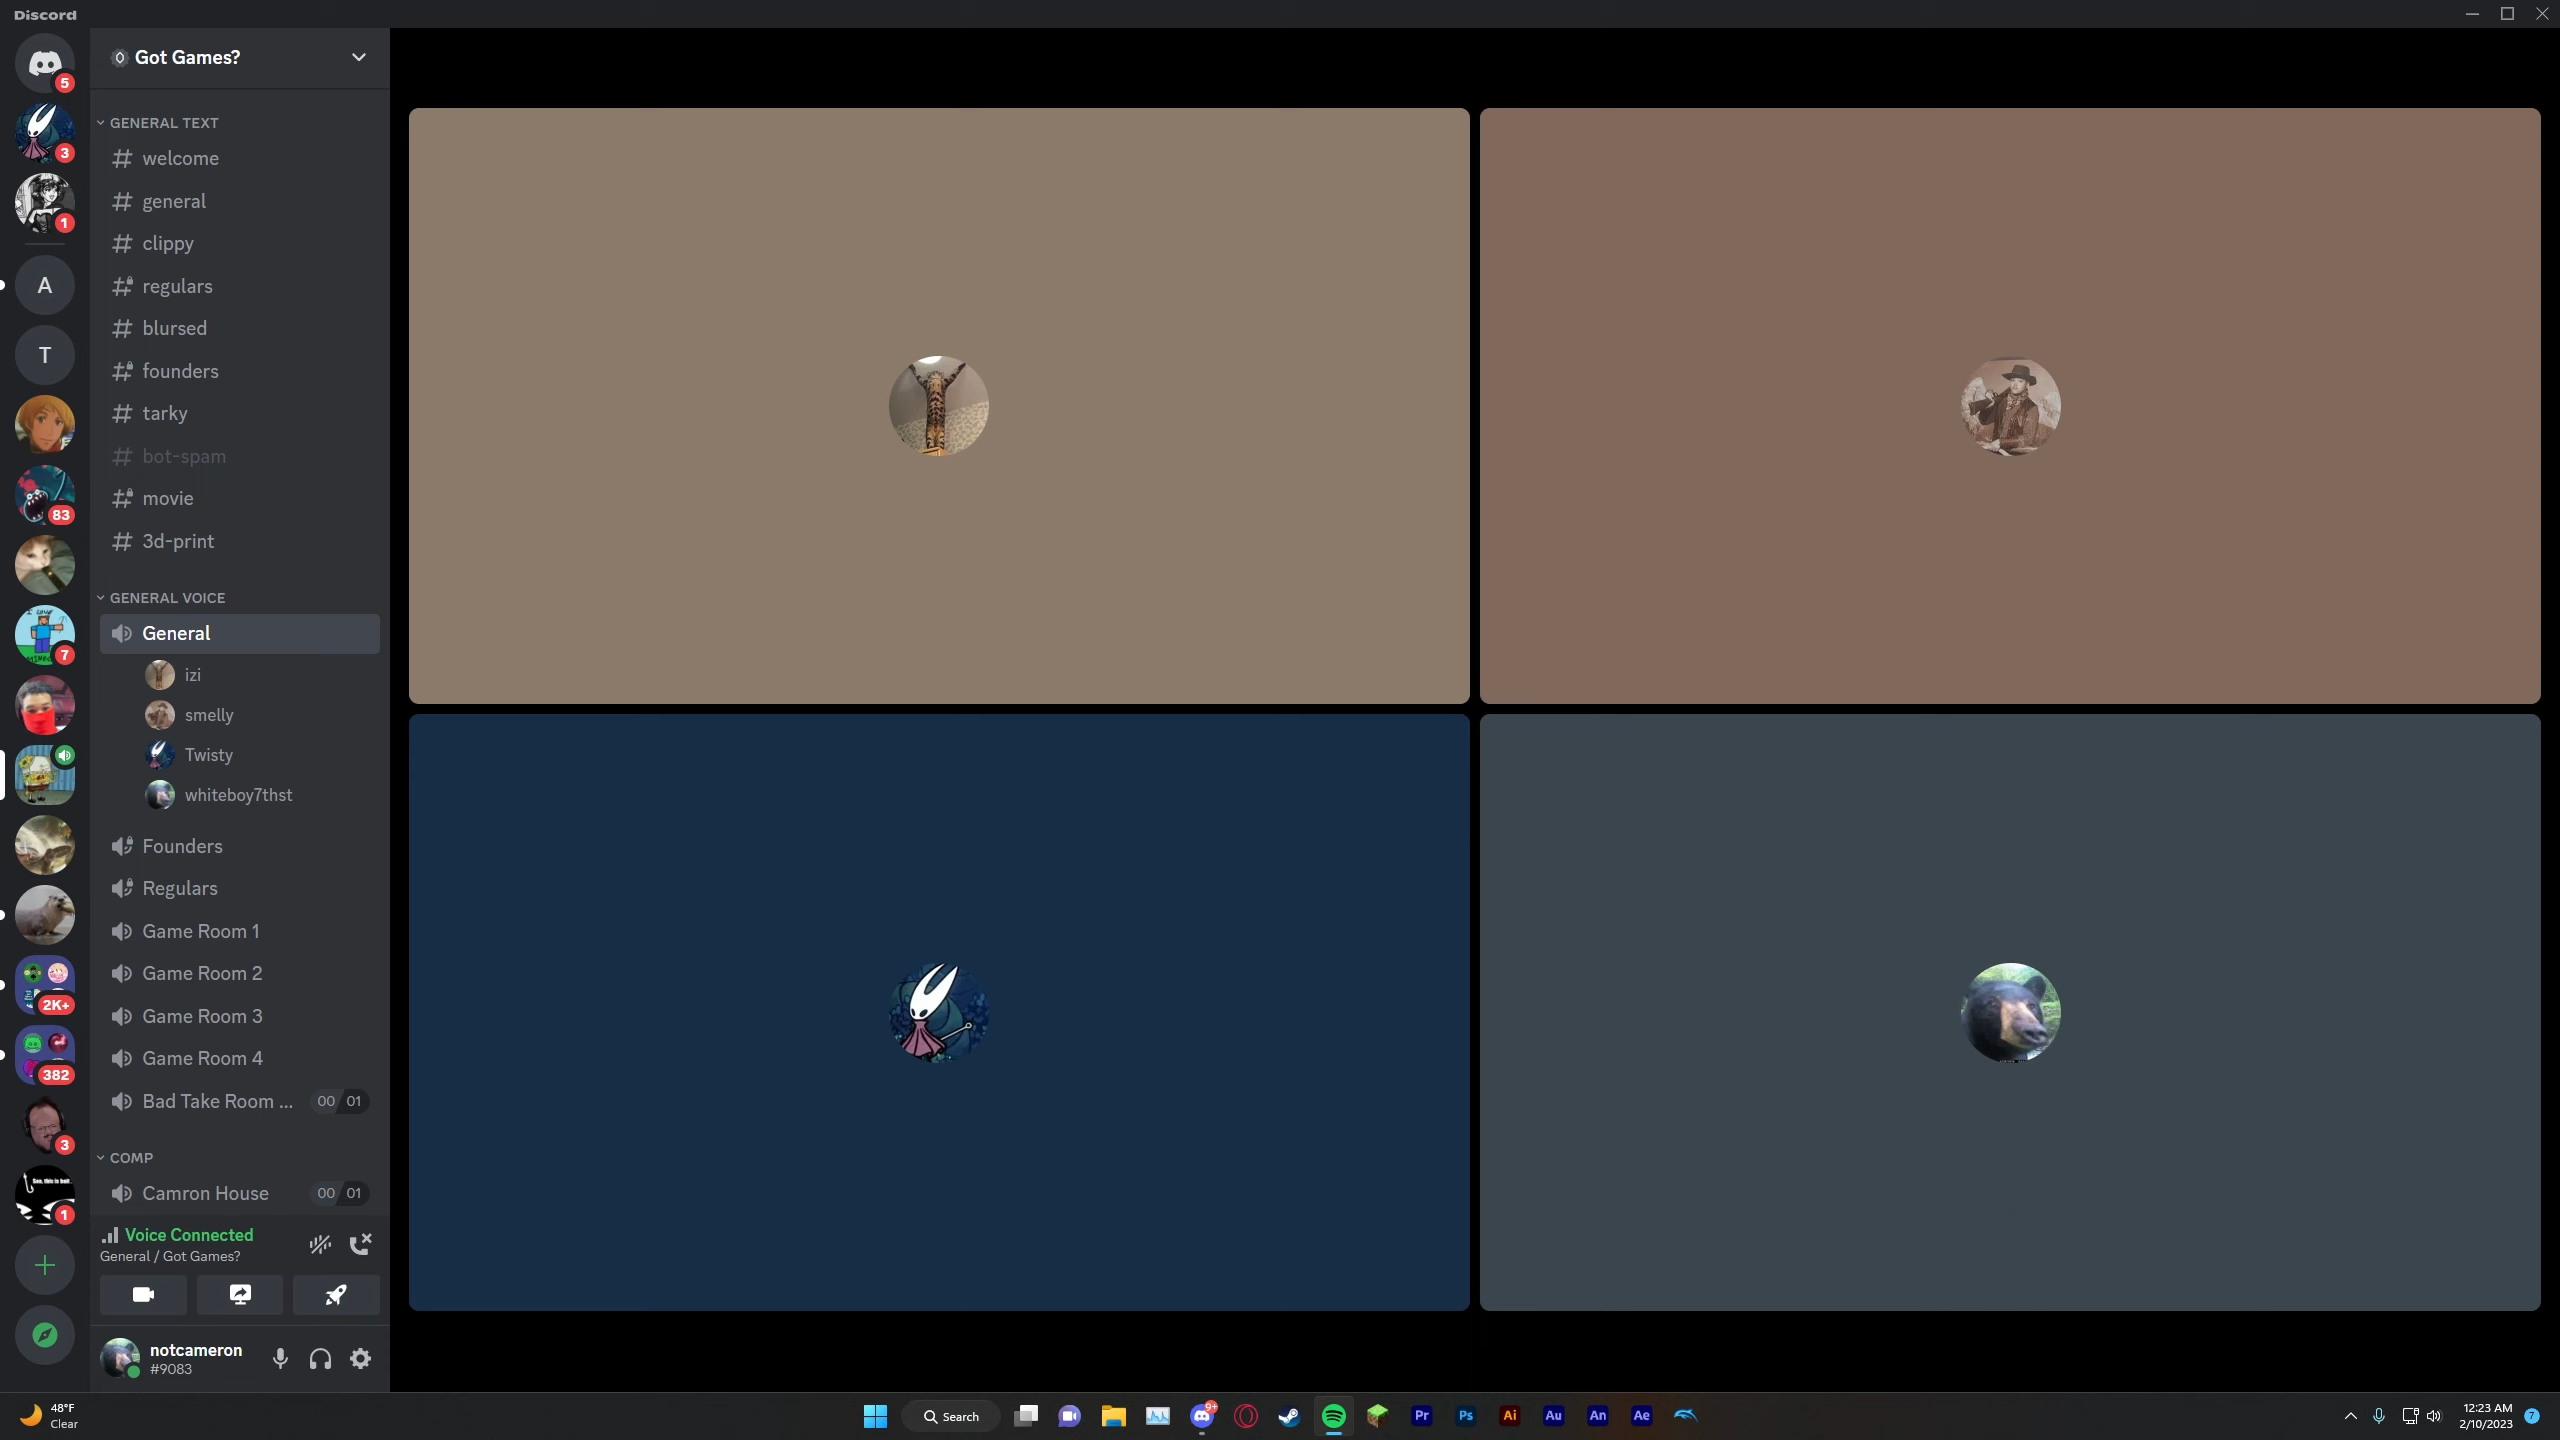 Discord
5
3
1
A
T
83
7
2K+
382
3
1
Got Games?
GENERAL TEXT
welcome
general
clippy
regulars
blursed
founders
tarky
bot-spam
movie
3d-print
GENERAL VOICE
General
izi
smelly
Twisty
whiteboy7thst
Founders
Regulars
Game Room 1
Game Room 2
Game Room 3
Game Room 4
Bad Take Room ... 00 01
COMP
Camron House 00 01
Voice Connected
General / Got Games?
notcameron
#9083
48°F
Clear
Search
9+
Pr
Ps
Ai
Au
An
Ae
12:23 AM
2/10/2023
7